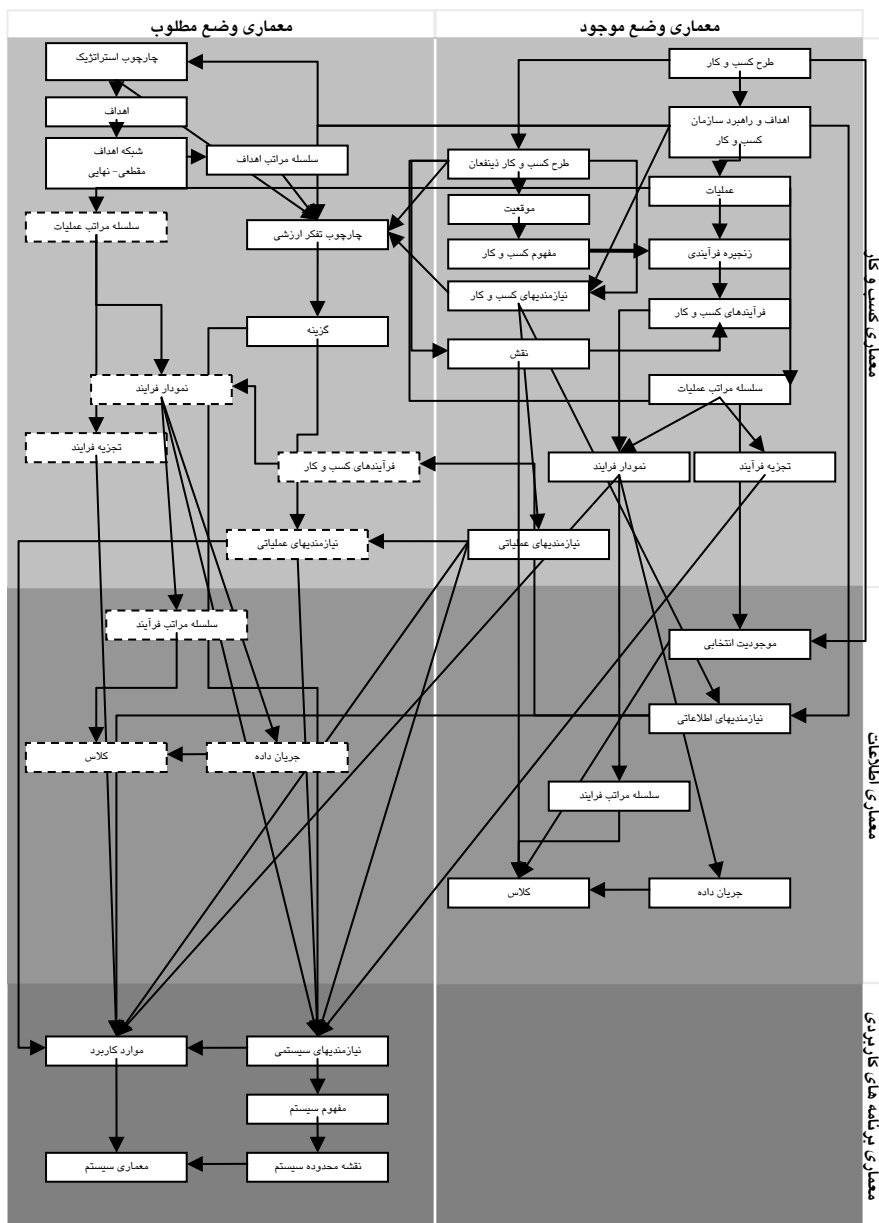 معماری وضع موجود
معماری وضع مطلوب
معماری کسب و کار
طرح کسب و کار
اهداف و راهبرد سازمان
کسب و کار
طرح کسب و کار ذینفعان
عملیات
موقعیت
زنجیره فرآیندی
مفهوم کسب و کار
نیازمندیهای کسب و کار
فرآیندهای کسب و کار
نقش
سلسله مراتب عملیات
تجزیه فرآیند
نمودار فرایند
نیازمندیهای عملیاتی
چارچوب استراتژیک
اهداف
شبکه اهداف
مقطعی- نهایی
سلسله مراتب اهداف
سلسله مراتب عملیات
چارچوب تفکر ارزشی
گزینه
نمودار فرایند
تجزیه فرایند
فرآیندهای کسب و کار
نیازمندیهای عملیاتی
معماری اطلاعات
موجودیت انتخابی
نیازمندیهای اطلاعاتی
سلسله مراتب فرایند
جریان داده
کلاس
سلسله مراتب فرآیند
جریان داده
کلاس
معماری برنامه های کاربردی
نیازمندیهای سیستمی
موارد کاربرد
مفهوم سیستم
نقشه محدوده سیستم
معماری سیستم